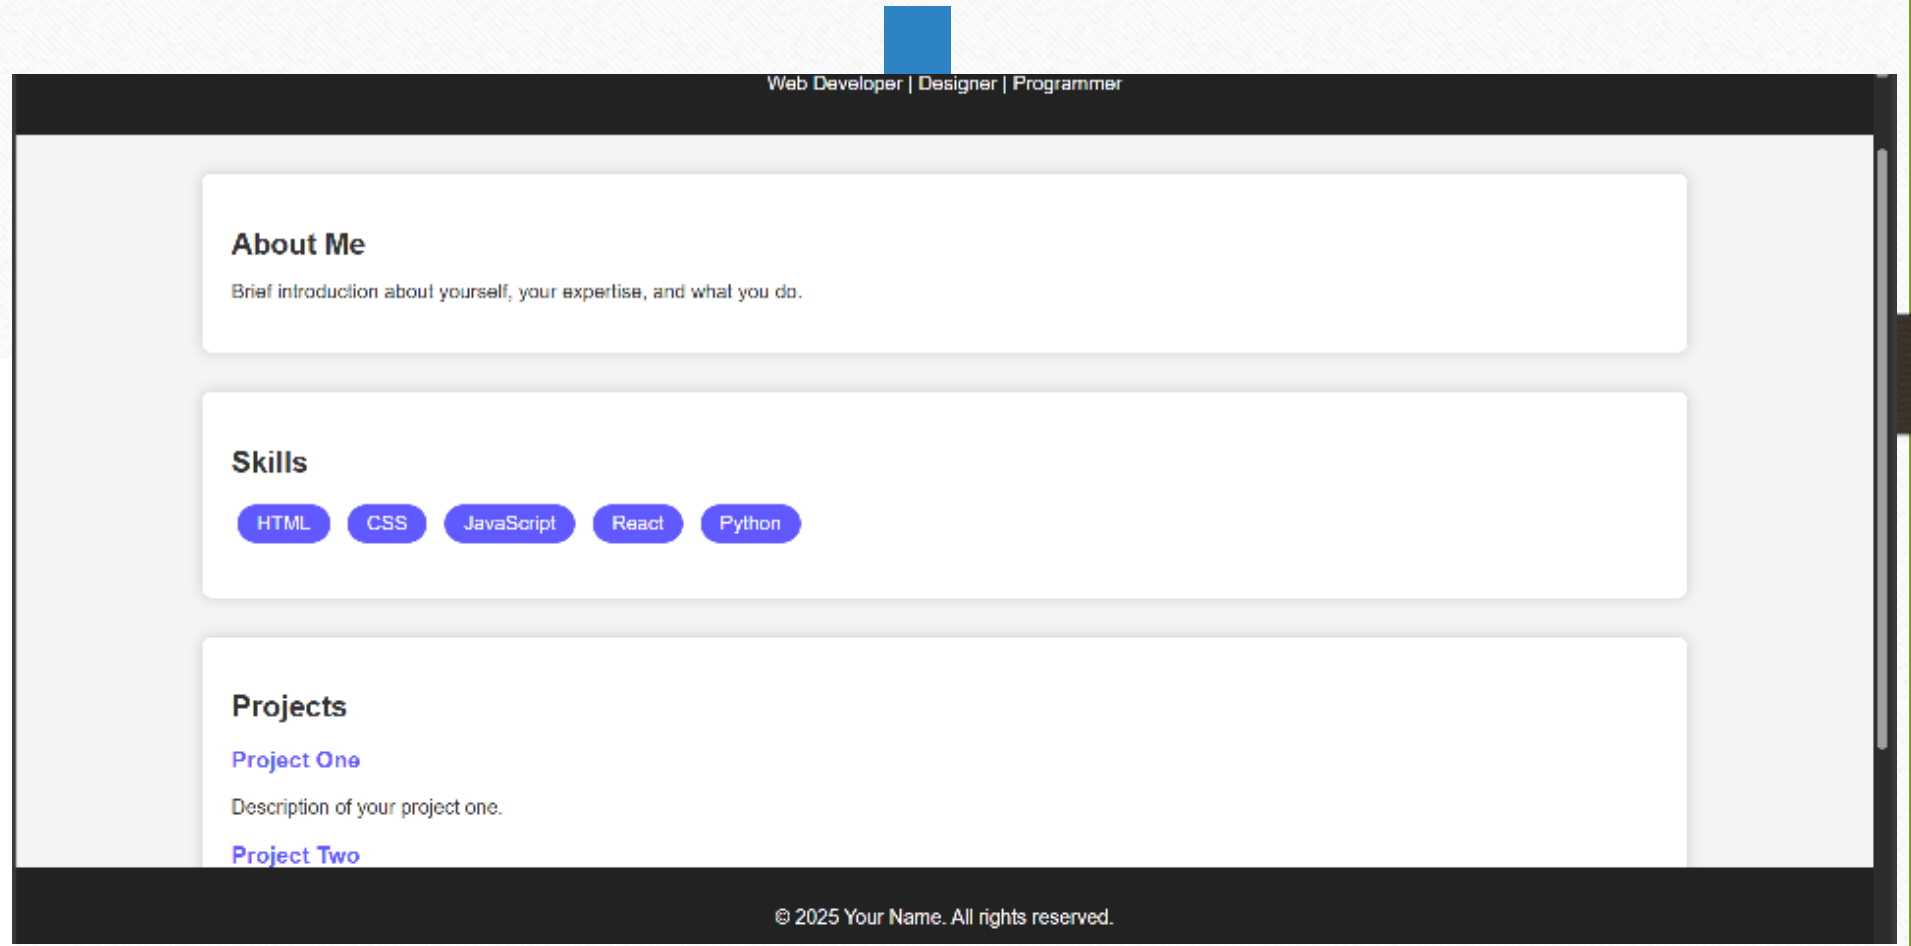 Web Developer | Designer | Programmer
About Me
Brief introduction about yourself, your expertise, and what you do.
Skills
HTML CSS JavaScript React Python
Projects
Project One
Description of your project one.
Project Two
© 2025 Your Name. All rights reserved.